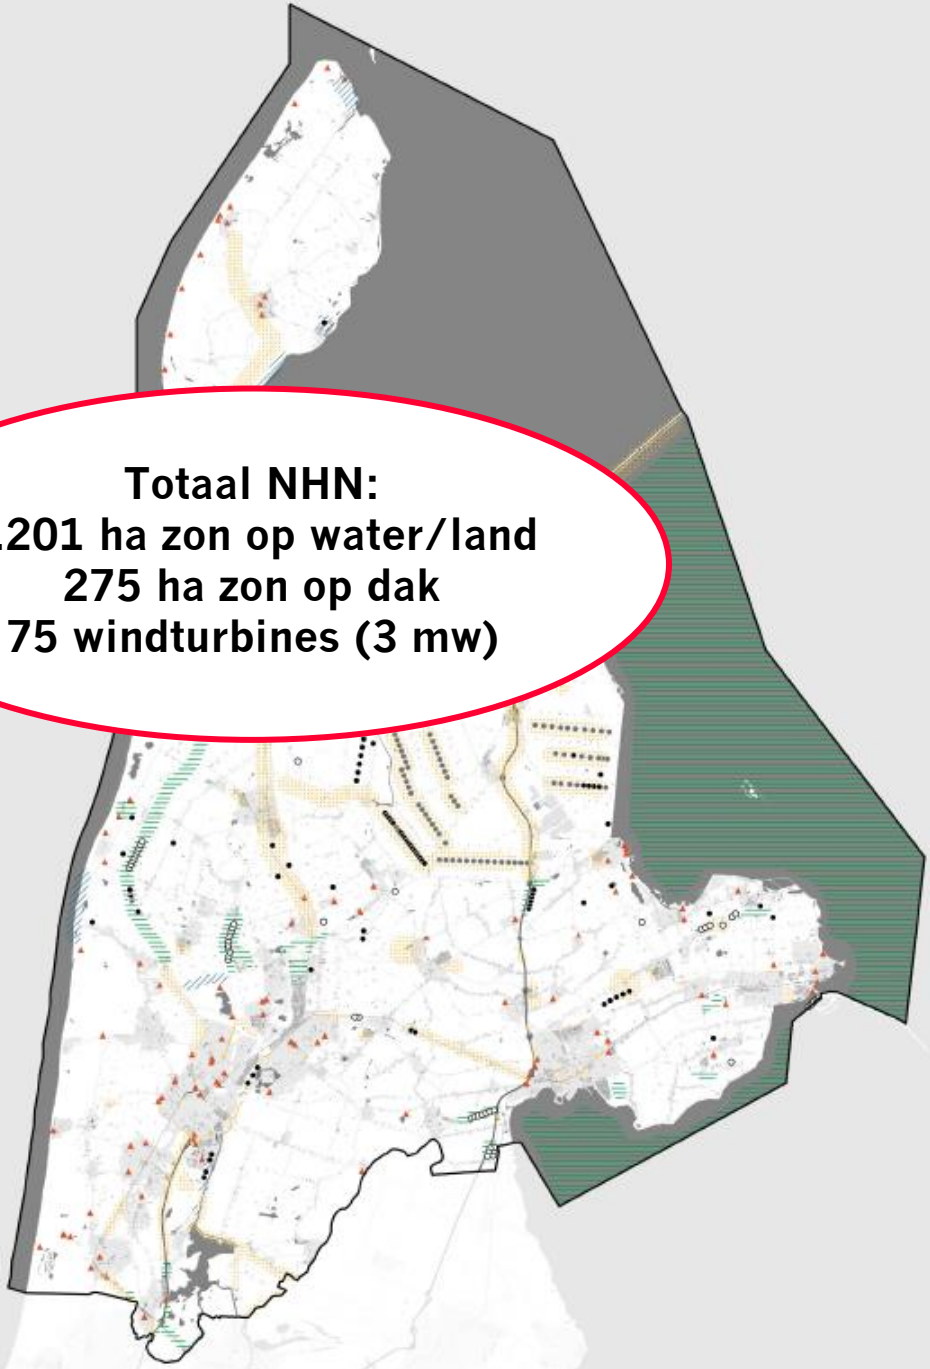 Totaal NHN:
.201 ha zon op water/land
275 ha zon op dak
75 windturbines (3 mw)